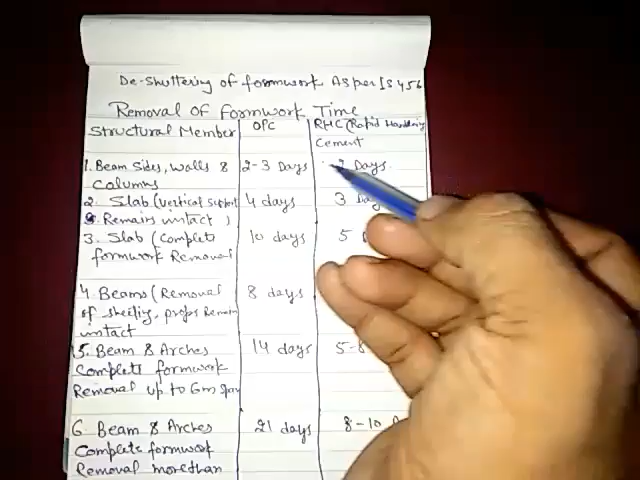 De-Shuttering of formwork As per IS 456
Removal Of Formwork Time
Structural Member OPC RHC (Rapid Handling Cement
1. Beam Sides, Walls & Columns 2-3 Days 2 Days
2. Slab (Vertical support Remains intact) 4 days 3 Days
3. Slab (Complete formwork Removal 10 days 5
4. Beams (Removal of sheiting, props Remain intact 8 days
5. Beam & Arches Complete formwork Removal up to 6m span 14 days 5-8
6. Beam & Arches Complete formwork Removal more than 21 days 8-10